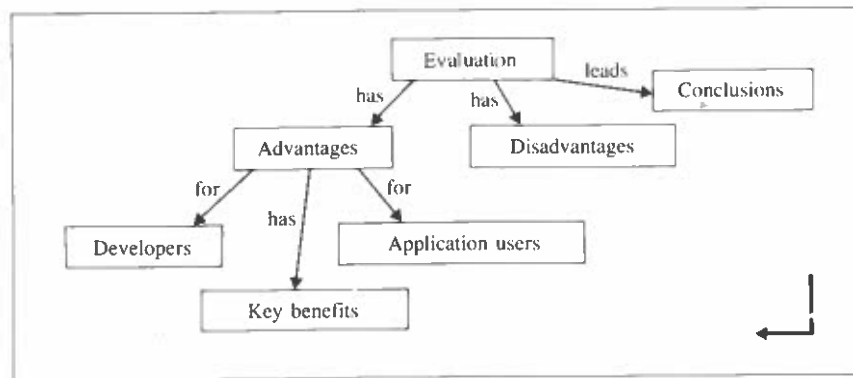 Evaluation
leads
Conclusions
has
has
Advantages
Disadvantages
for
has
for
Developers
Application users
Key benefits